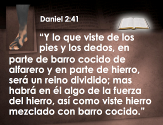 Daniel 2:41
“Y lo que viste de los
pies y los dedos, en
parte de barro cocido de
alfarero y en parte de hierro,
será un reino dividido; mas
habrá en él algo de la fuerza
del hierro, así como viste hierro
mezclado con barro cocido.”